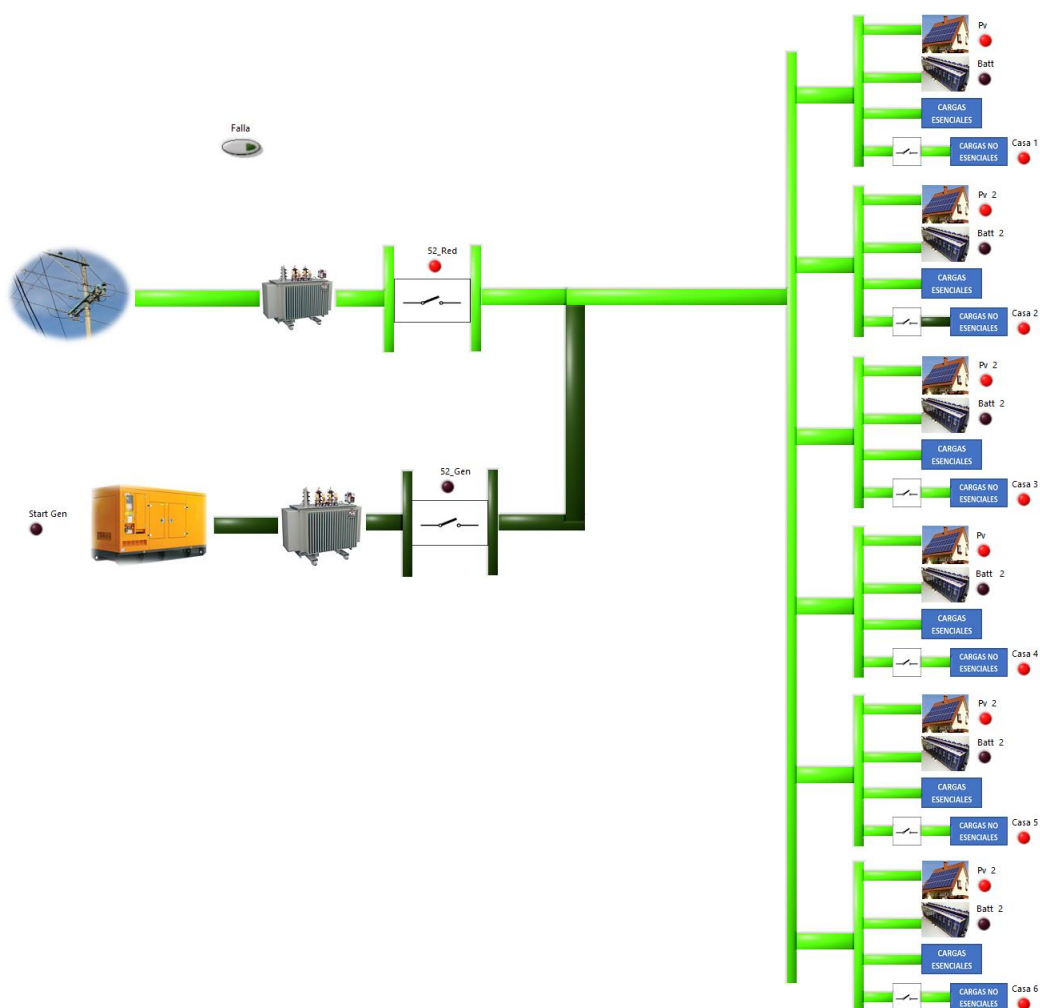 Falla
52_Red
Start Gen
52_Gen
Pv
Batt
CARGAS
ESENCIALES
CARGAS NO
ESENCIALES
Casa 1
Pv 2
Batt 2
CARGAS
ESENCIALES
CARGAS NO
ESENCIALES
Casa 2
Pv 2
Batt 2
CARGAS
ESENCIALES
CARGAS NO
ESENCIALES
Casa 3
Pv
Batt 2
CARGAS
ESENCIALES
CARGAS NO
ESENCIALES
Casa 4
Pv 2
Batt 2
CARGAS
ESENCIALES
CARGAS NO
ESENCIALES
Casa 5
Pv 2
Batt 2
CARGAS
ESENCIALES
CARGAS NO
ESENCIALES
Casa 6